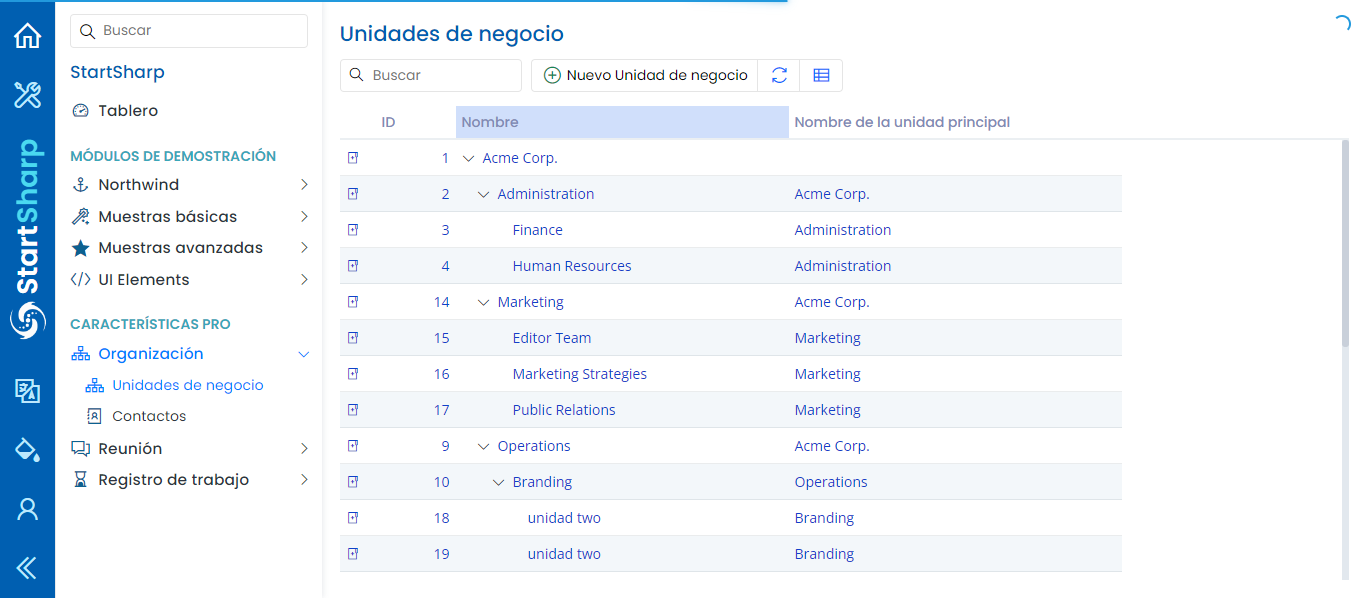 StartSharp
Buscar
StartSharp
Tablero
MÓDULOS DE DEMOSTRACIÓN
Northwind
Muestras básicas
Muestras avanzadas
UI Elements
CARACTERÍSTICAS PRO
Organización
Unidades de negocio
Contactos
Reunión
Registro de trabajo
Unidades de negocio
Buscar
Nuevo Unidad de negocio
ID Nombre Nombre de la unidad principal
1 Acme Corp.
2 Administration Acme Corp.
3 Finance Administration
4 Human Resources Administration
14 Marketing Acme Corp.
15 Editor Team Marketing
16 Marketing Strategies Marketing
17 Public Relations Marketing
9 Operations Acme Corp.
10 Branding Operations
18 unidad two Branding
19 unidad two Branding